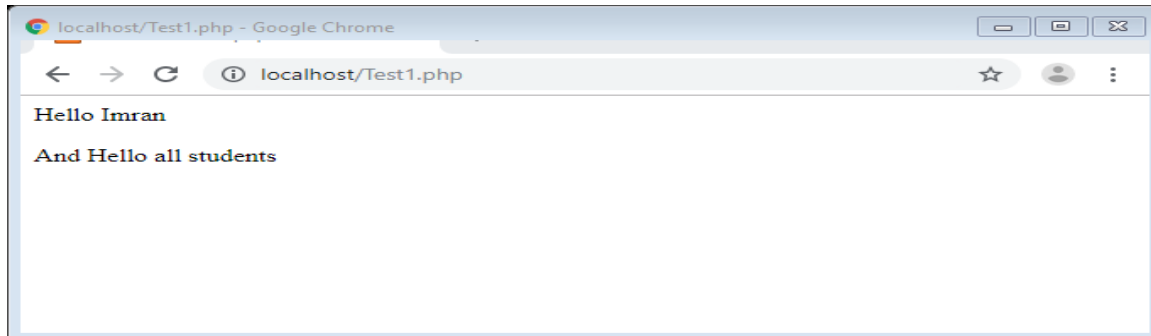 localhost/Test1.php - Google Chrome
localhost/Test1.php
Hello Imran
And Hello all students